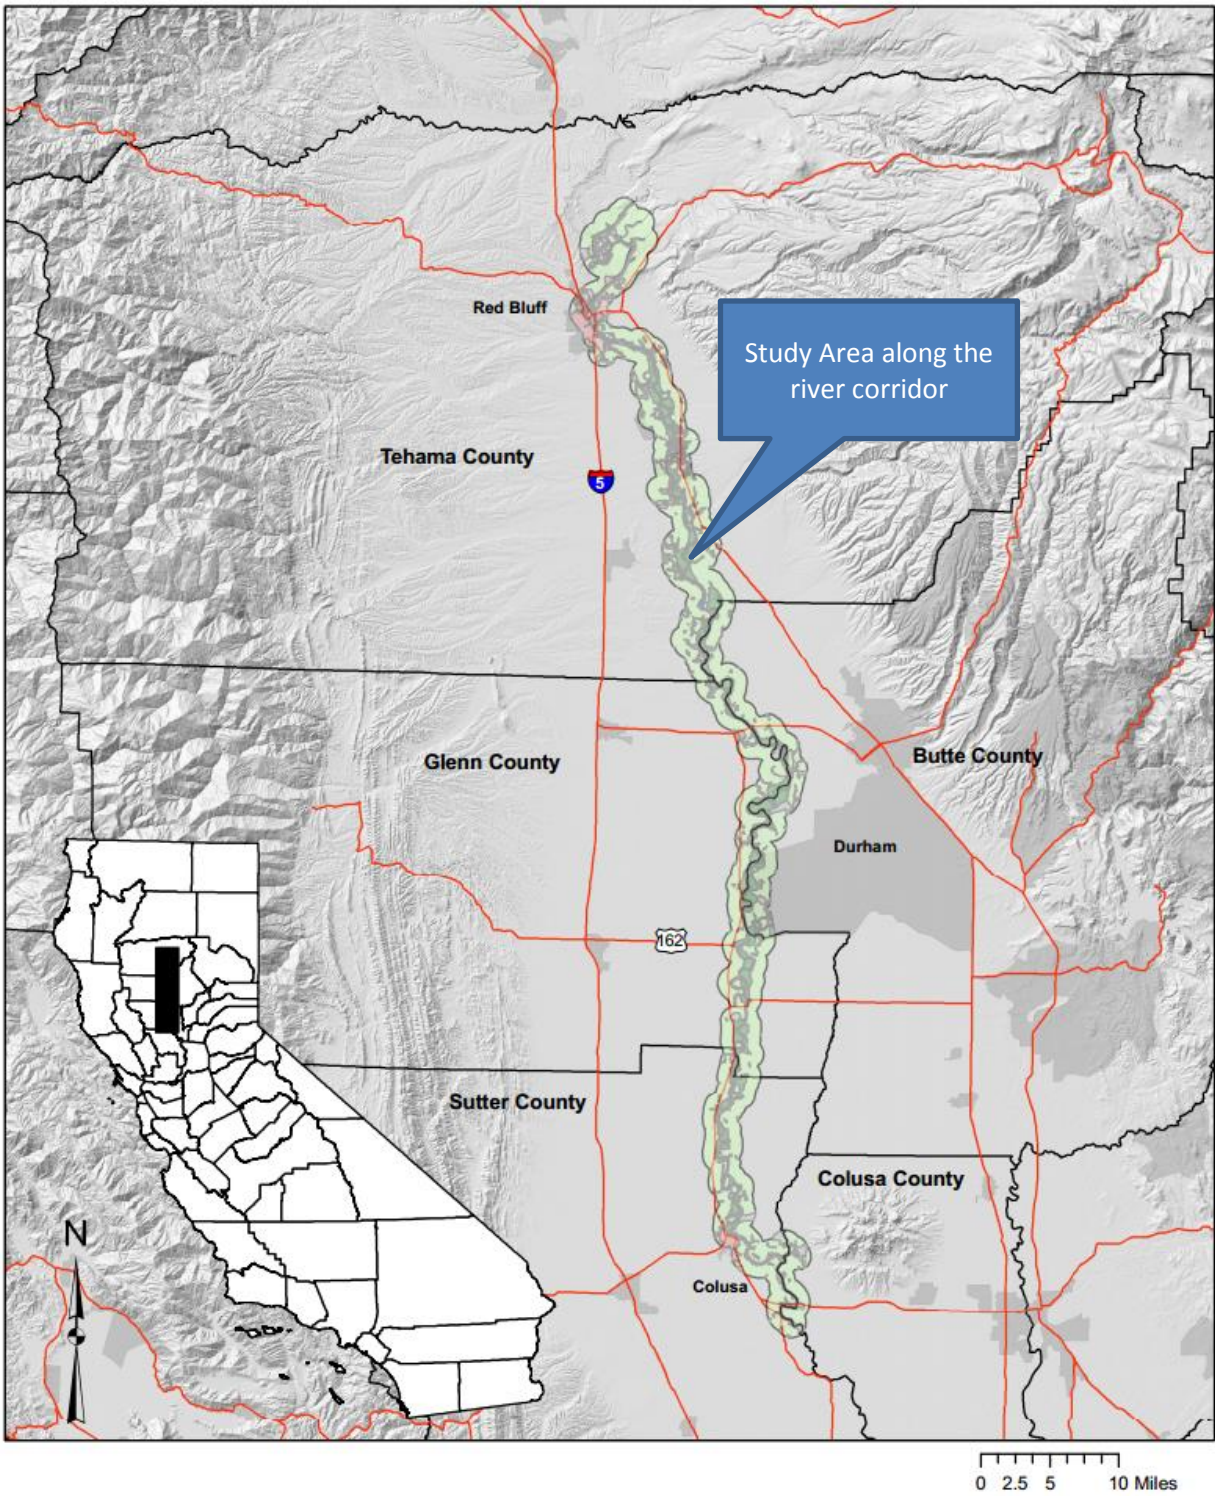 Red Bluff
Study Area along the
river corridor
Tehama County
5
Glenn County
Butte County
Durham
162
Sutter County
Colusa County
N
Colusa
0 2.5 5 10 Miles